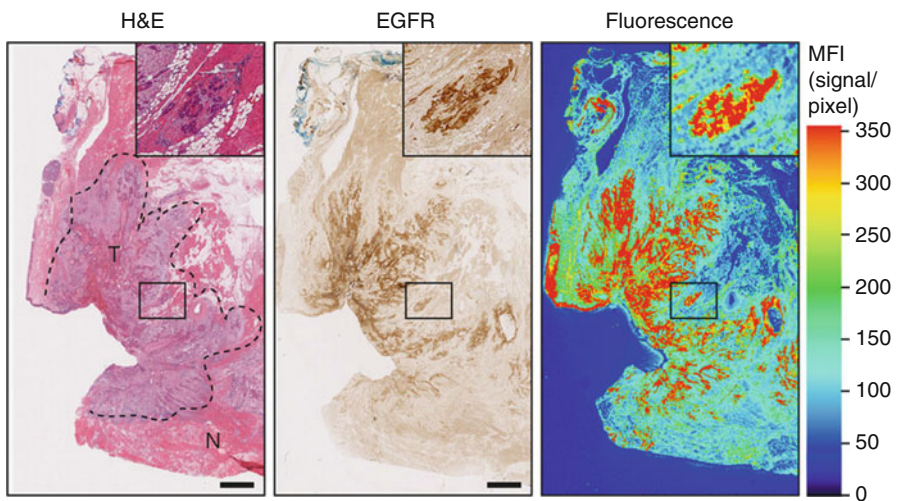 H&E
EGFR
Fluorescence
MFI
(signal/
pixel)
350
300
250
200
150
100
50
0
T
N